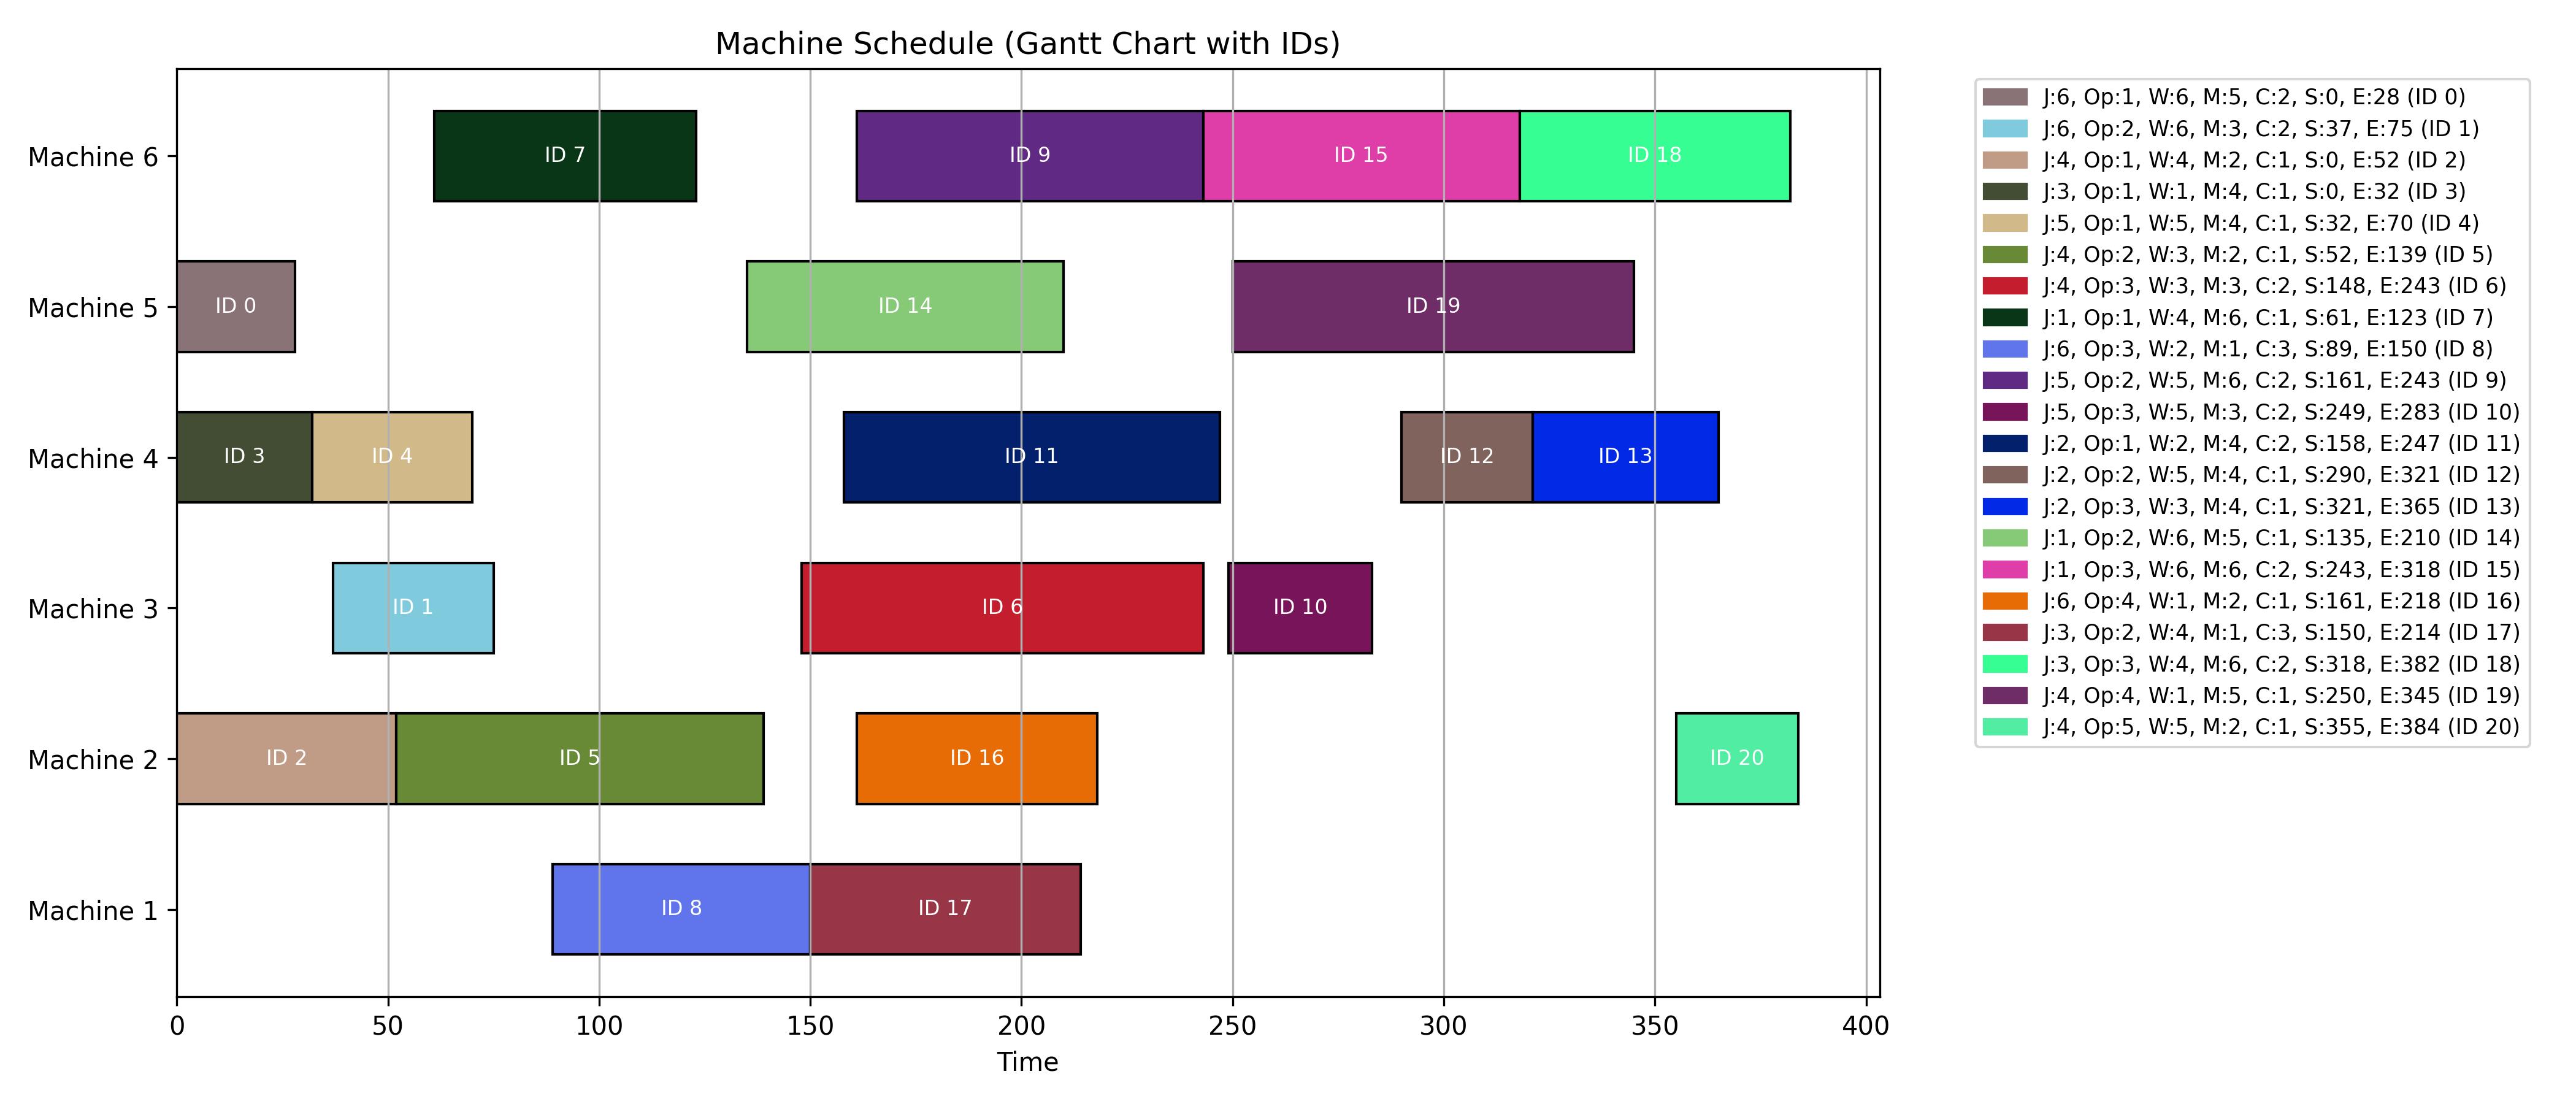 Machine Schedule (Gantt Chart with IDs)
Machine 6
ID 7
ID 9
ID 15
ID 18
Machine 5
ID 0
ID 14
ID 19
Machine 4
ID 3
ID 4
ID 11
ID 12
ID 13
Machine 3
ID 1
ID 6
ID 10
Machine 2
ID 2
ID 5
ID 16
ID 20
Machine 1
ID 8
ID 17
0 50 100 150 200 250 300 350 400
Time
J:6, Op:1, W:6, M:5, C:2, S:0, E:28 (ID 0)
J:6, Op:2, W:6, M:3, C:2, S:37, E:75 (ID 1)
J:4, Op:1, W:4, M:2, C:1, S:0, E:52 (ID 2)
J:3, Op:1, W:1, M:4, C:1, S:0, E:32 (ID 3)
J:5, Op:1, W:5, M:4, C:1, S:32, E:70 (ID 4)
J:4, Op:2, W:3, M:2, C:1, S:52, E:139 (ID 5)
J:4, Op:3, W:3, M:3, C:2, S:148, E:243 (ID 6)
J:1, Op:1, W:4, M:6, C:1, S:61, E:123 (ID 7)
J:6, Op:3, W:2, M:1, C:3, S:89, E:150 (ID 8)
J:5, Op:2, W:5, M:6, C:2, S:161, E:243 (ID 9)
J:5, Op:3, W:5, M:3, C:2, S:249, E:283 (ID 10)
J:2, Op:1, W:2, M:4, C:2, S:158, E:247 (ID 11)
J:2, Op:2, W:5, M:4, C:1, S:290, E:321 (ID 12)
J:2, Op:3, W:3, M:4, C:1, S:321, E:365 (ID 13)
J:1, Op:2, W:6, M:5, C:1, S:135, E:210 (ID 14)
J:1, Op:3, W:6, M:6, C:2, S:243, E:318 (ID 15)
J:6, Op:4, W:1, M:2, C:1, S:161, E:218 (ID 16)
J:3, Op:2, W:4, M:1, C:3, S:150, E:214 (ID 17)
J:3, Op:3, W:4, M:6, C:2, S:318, E:382 (ID 18)
J:4, Op:4, W:1, M:5, C:1, S:250, E:345 (ID 19)
J:4, Op:5, W:5, M:2, C:1, S:355, E:384 (ID 20)